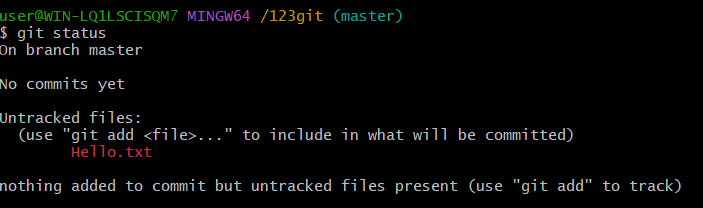 user@WIN-LQ1LSCISQM7 MINGW64 /123git (master)
$ git status
On branch master
No commits yet
Untracked files:
(use "git add <file>..." to include in what will be committed)
Hello.txt
nothing added to commit but untracked files present (use "git add" to track)